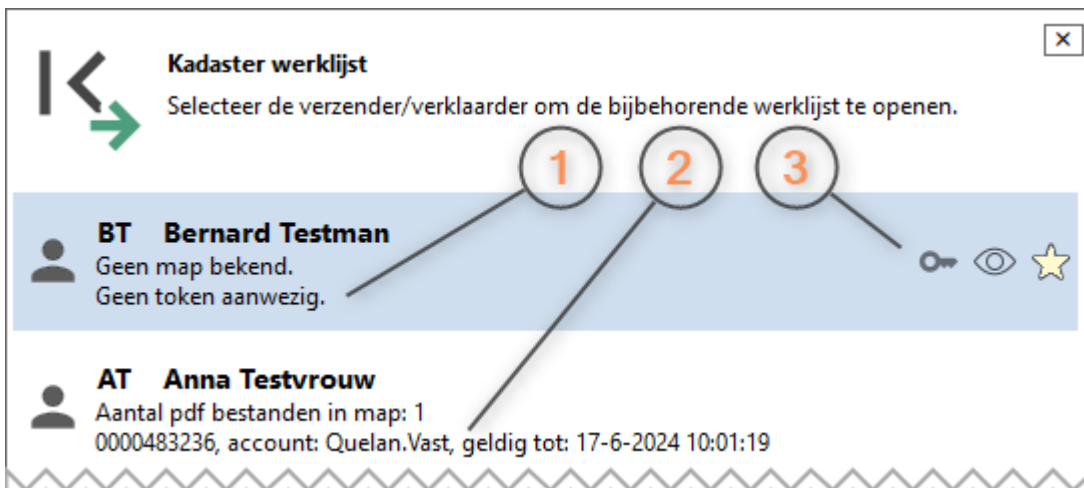 Kadaster werklijst
Selecteer de verzender/verklaarder om de bijbehorende werklijst te openen.
1 2 3
BT Bernard Testman
Geen map bekend.
Geen token aanwezig.
AT Anna Testvrouw
Aantal pdf bestanden in map: 1
0000483236, account: Quelan.Vast, geldig tot: 17-6-2024 10:01:19